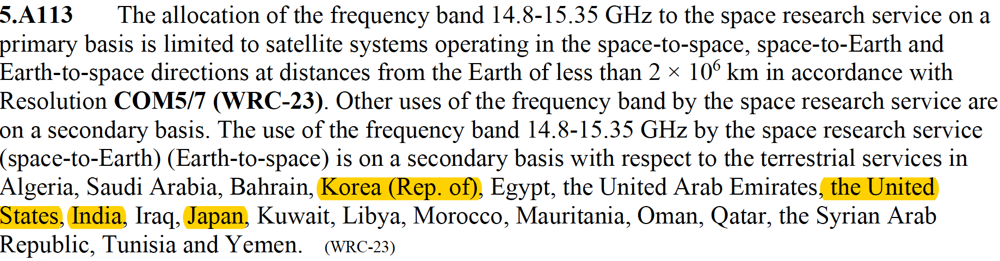 5.A113 The allocation of the frequency band 14.8-15.35 GHz to the space research service on a
primary basis is limited to satellite systems operating in the space-to-space, space-to-Earth and
Earth-to-space directions at distances from the Earth of less than 2 × 10⁶ km in accordance with
Resolution COM5/7 (WRC-23). Other uses of the frequency band by the space research service are
on a secondary basis. The use of the frequency band 14.8-15.35 GHz by the space research service
(space-to-Earth) (Earth-to-space) is on a secondary basis with respect to the terrestrial services in
Algeria, Saudi Arabia, Bahrain, Korea (Rep. of), Egypt, the United Arab Emirates, the United
States, India, Iraq, Japan, Kuwait, Libya, Morocco, Mauritania, Oman, Qatar, the Syrian Arab
Republic, Tunisia and Yemen. (WRC-23)